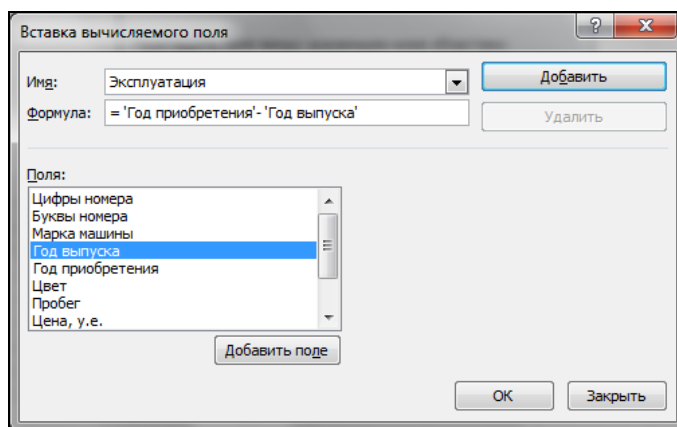 Вставка вычисляемого поля
Имя: Эксплуатация Добавить
Формула: = 'Год приобретения'- 'Год выпуска' Удалить
Поля:
Цифры номера
Буквы номера
Марка машины
Год выпуска
Год приобретения
Цвет
Пробег
Цена, у.е.
Добавить поле
ОК Закрыть